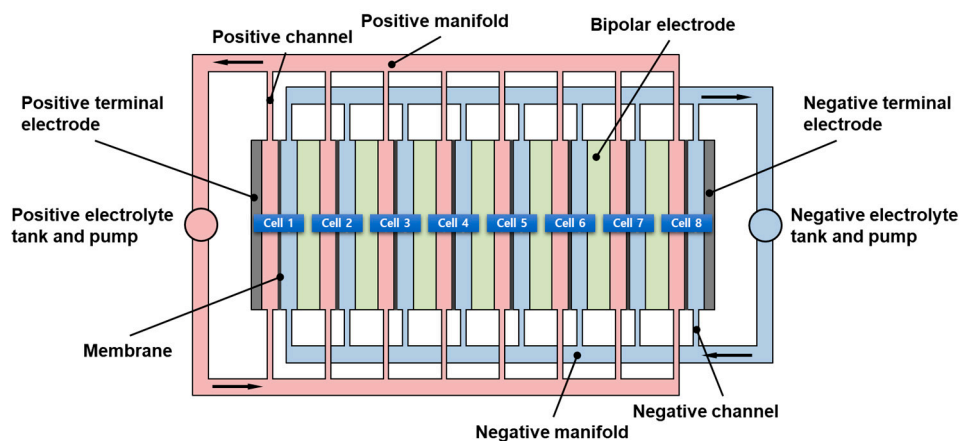 Positive manifold
Bipolar electrode
Positive channel
Positive terminal
electrode
Negative terminal
electrode
Cell 1
Cell 2
Cell 3
Cell 4
Cell 5
Cell 6
Cell 7
Cell 8
Positive electrolyte
tank and pump
Negative electrolyte
tank and pump
Membrane
Negative channel
Negative manifold